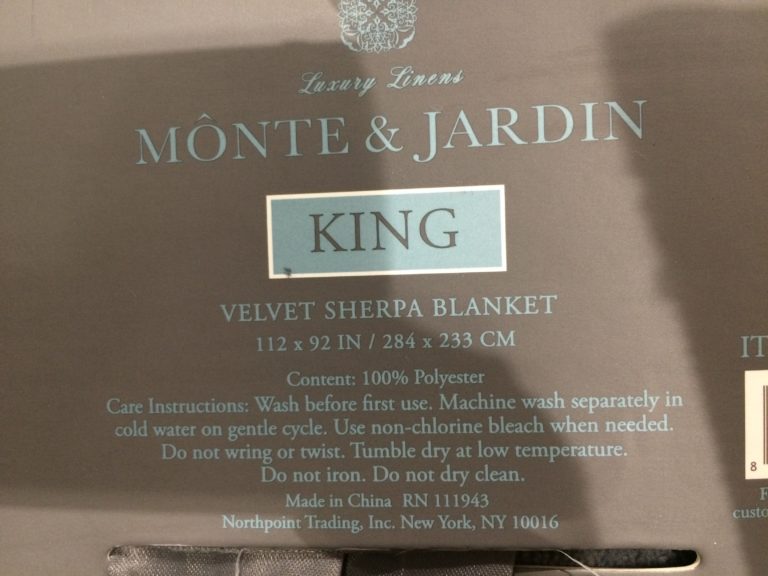 Luxury Linens
MÔNTE & JARDIN
KING
VELVET SHERPA BLANKET
112 x 92 IN / 284 x 233 CM
Content: 100% Polyester
Care Instructions: Wash before first use. Machine wash separately in
cold water on gentle cycle. Use non-chlorine bleach when needed.
Do not wring or twist. Tumble dry at low temperature.
Do not iron. Do not dry clean.
Made in China RN 111943
Northpoint Trading, Inc. New York, NY 10016
IT
8
F
custo